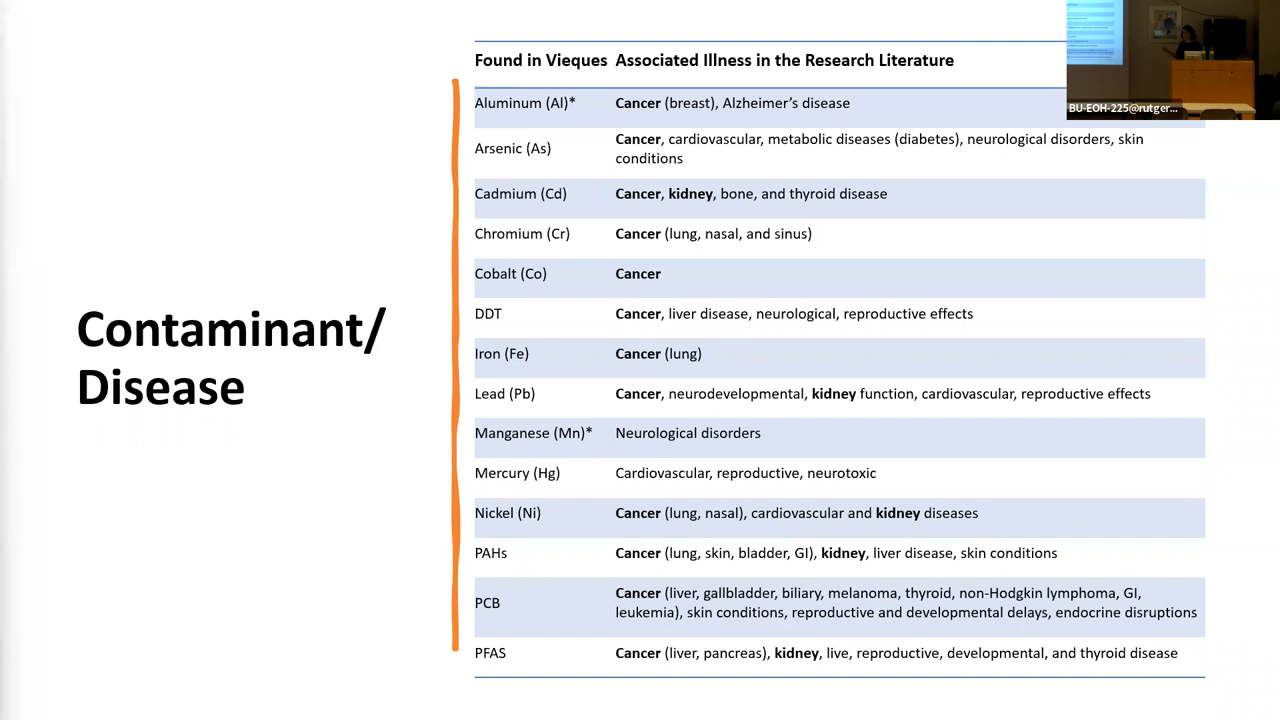 Contaminant/
Disease
Found in Vieques Associated Illness in the Research Literature
Aluminum (Al)* Cancer (breast), Alzheimer's disease
Arsenic (As) Cancer, cardiovascular, metabolic diseases (diabetes), neurological disorders, skin
conditions
Cadmium (Cd) Cancer, kidney, bone, and thyroid disease
Chromium (Cr) Cancer (lung, nasal, and sinus)
Cobalt (Co) Cancer
DDT Cancer, liver disease, neurological, reproductive effects
Iron (Fe) Cancer (lung)
Lead (Pb) Cancer, neurodevelopmental, kidney function, cardiovascular, reproductive effects
Manganese (Mn)* Neurological disorders
Mercury (Hg) Cardiovascular, reproductive, neurotoxic
Nickel (Ni) Cancer (lung, nasal), cardiovascular and kidney diseases
PAHs Cancer (lung, skin, bladder, GI), kidney, liver disease, skin conditions
PCB Cancer (liver, gallbladder, biliary, melanoma, thyroid, non-Hodgkin lymphoma, GI,
leukemia), skin conditions, reproductive and developmental delays, endocrine disruptions
PFAS Cancer (liver, pancreas), kidney, live, reproductive, developmental, and thyroid disease
BU-EOH-225@rutger...